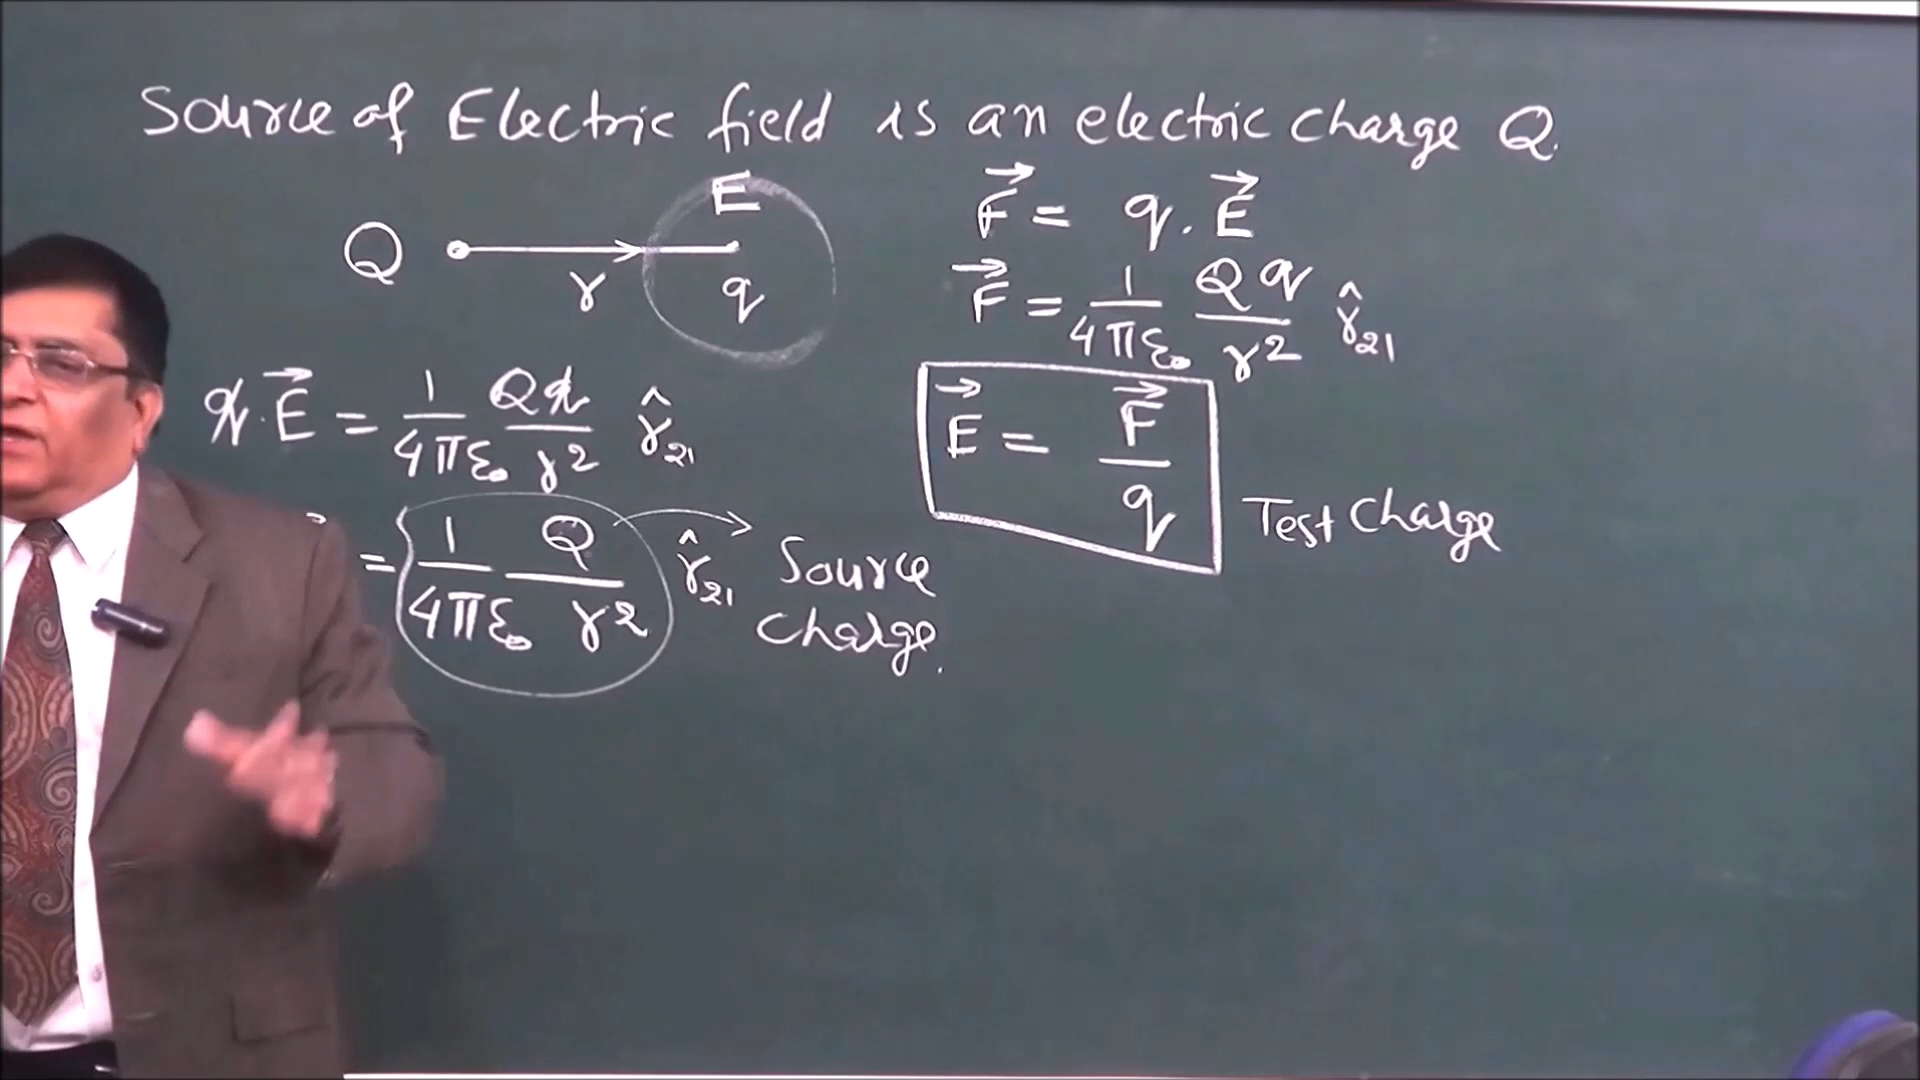 Source of Electric field is an electric charge Q.
E
Q r q
F⃗ = q . E⃗
F⃗ = 1/4πε₀ Qq/r² r̂₂₁
q . E⃗ = 1/4πε₀ Qq/r² r̂₂₁
E⃗ = F⃗/q
Test Charge
= 1/4πε₀ Q/r² r̂₂₁
Source
Charge.